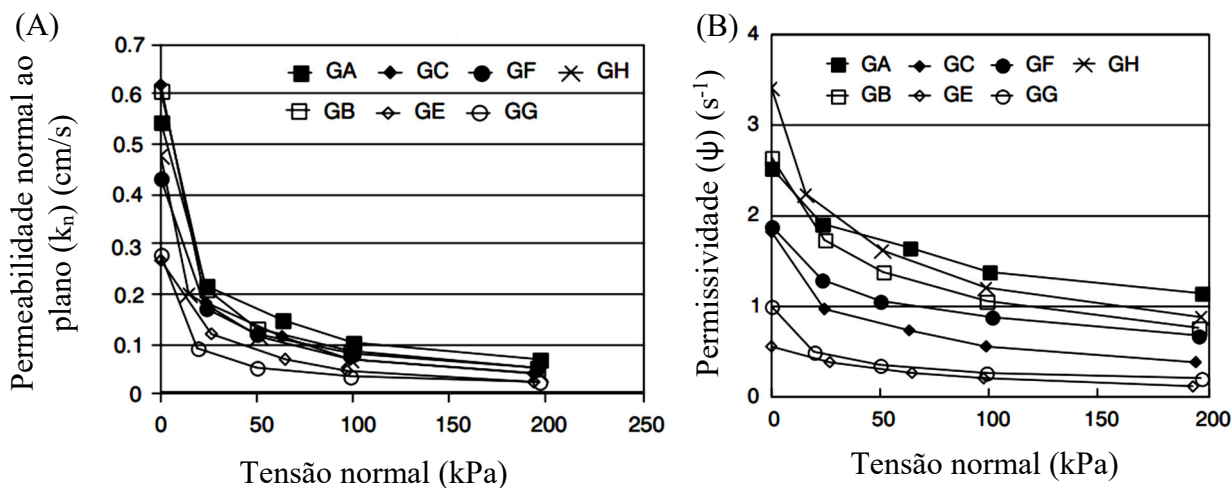 (A)
Permeabilidade normal ao
plano (kₙ) (cm/s)
0.7
0.6
0.5
0.4
0.3
0.2
0.1
0
GA GC GF GH
GB GE GG
0 50 100 150 200 250
Tensão normal (kPa)
(B)
Permissividade (ψ) (s⁻¹)
4
3
2
1
0
GA GC GF GH
GB GE GG
0 50 100 150 200
Tensão normal (kPa)